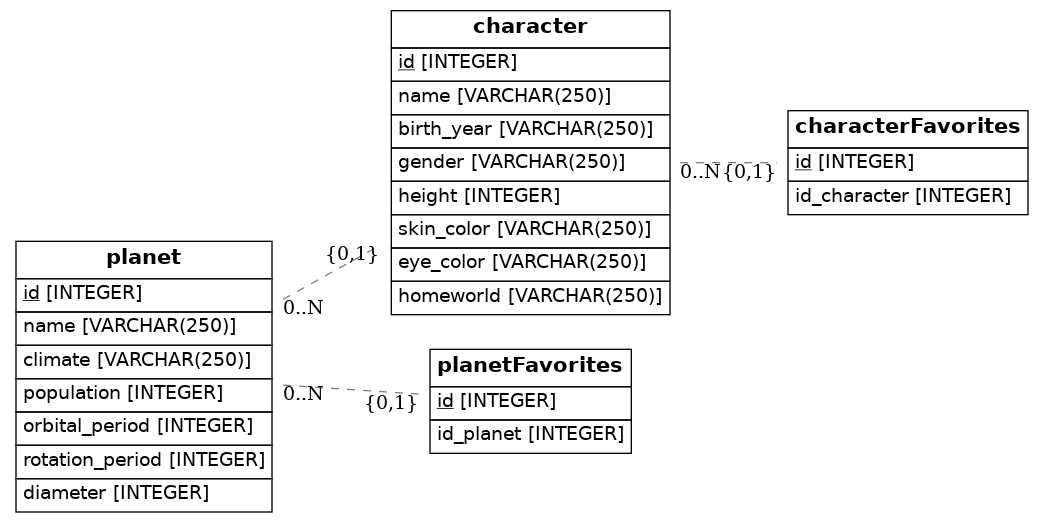 character
id [INTEGER]
name [VARCHAR(250)]
birth_year [VARCHAR(250)]
gender [VARCHAR(250)]
height [INTEGER]
skin_color [VARCHAR(250)]
eye_color [VARCHAR(250)]
homeworld [VARCHAR(250)]
0..N
{0,1}
characterFavorites
id [INTEGER]
id_character [INTEGER]
planet
id [INTEGER]
name [VARCHAR(250)]
climate [VARCHAR(250)]
population [INTEGER]
orbital_period [INTEGER]
rotation_period [INTEGER]
diameter [INTEGER]
{0,1}
0..N
0..N
{0,1}
planetFavorites
id [INTEGER]
id_planet [INTEGER]